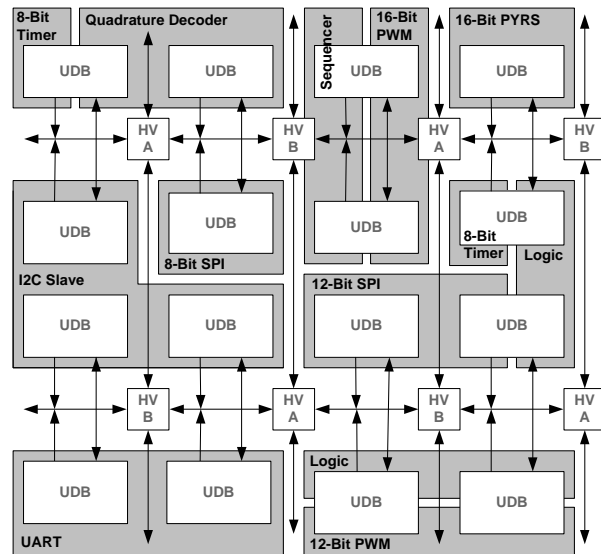 8-Bit
Timer
Quadrature Decoder
Sequencer
16-Bit
PWM
16-Bit PYRS
UDB
UDB
UDB
UDB
HV
A
HV
B
HV
A
HV
B
UDB
UDB
UDB
UDB
8-Bit SPI
8-Bit
Timer
Logic
I2C Slave
12-Bit SPI
UDB
UDB
UDB
UDB
HV
B
HV
A
HV
B
HV
A
Logic
UDB
UDB
UDB
UDB
UART
12-Bit PWM